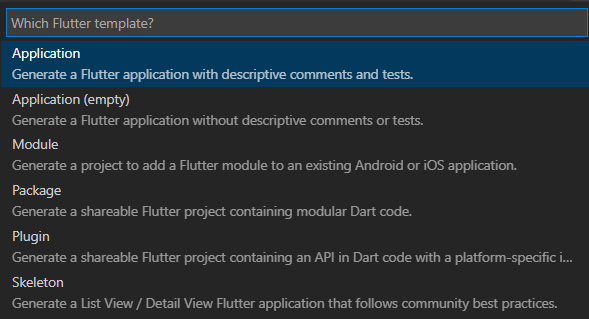 Which Flutter template?
Application
Generate a Flutter application with descriptive comments and tests.
Application (empty)
Generate a Flutter application without descriptive comments or tests.
Module
Generate a project to add a Flutter module to an existing Android or iOS application.
Package
Generate a shareable Flutter project containing modular Dart code.
Plugin
Generate a shareable Flutter project containing an API in Dart code with a platform-specific i...
Skeleton
Generate a List View / Detail View Flutter application that follows community best practices.